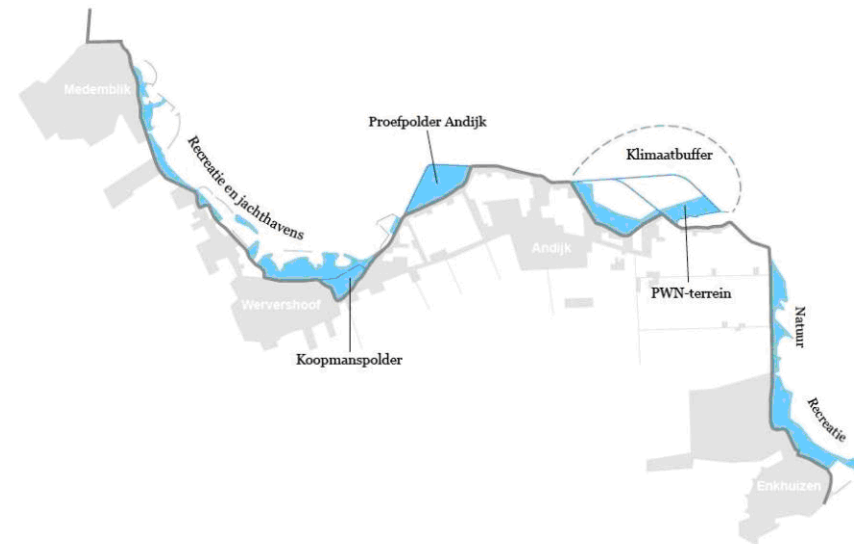 Medemblik
Proefpolder Andijk
Recreatie en jachthavens
Klimaatbuffer
Andijk
PWN-terrein
Wervershoof
Koopmanspolder
Natuur
Recreatie
Enkhuizen